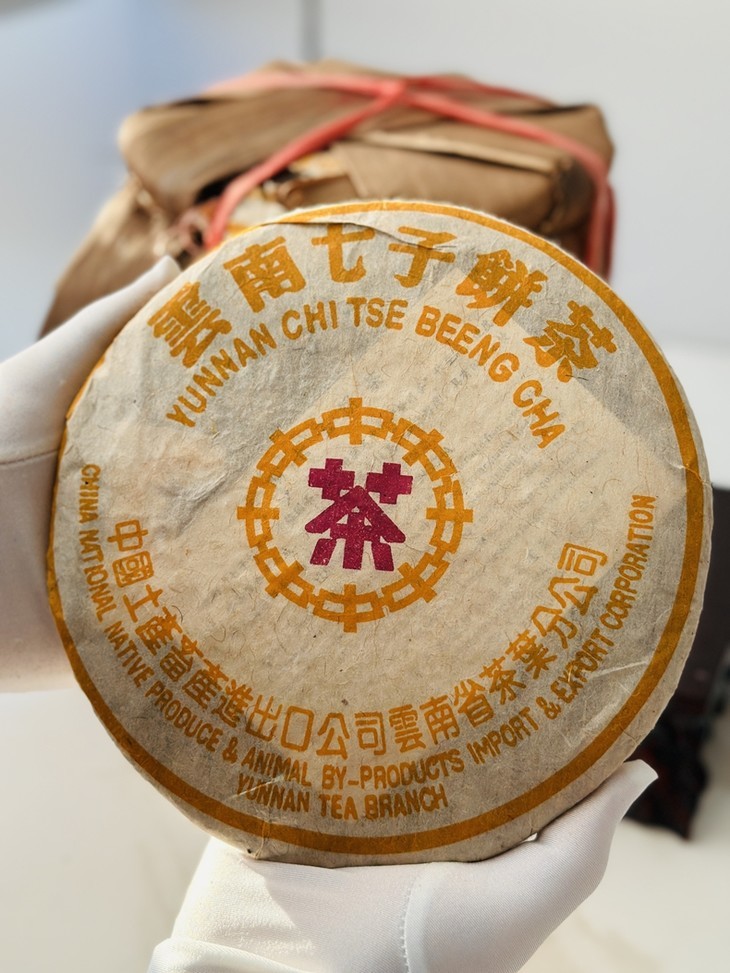 雲南七子餅茶
YUNNAN CHI TSE BEENG CHA
茶
中國土產畜產進出口公司雲南省茶葉分公司
CHINA NATIONAL NATIVE PRODUCE & ANIMAL BY-PRODUCTS IMPORT & EXPORT CORPORATION
YUNNAN TEA BRANCH